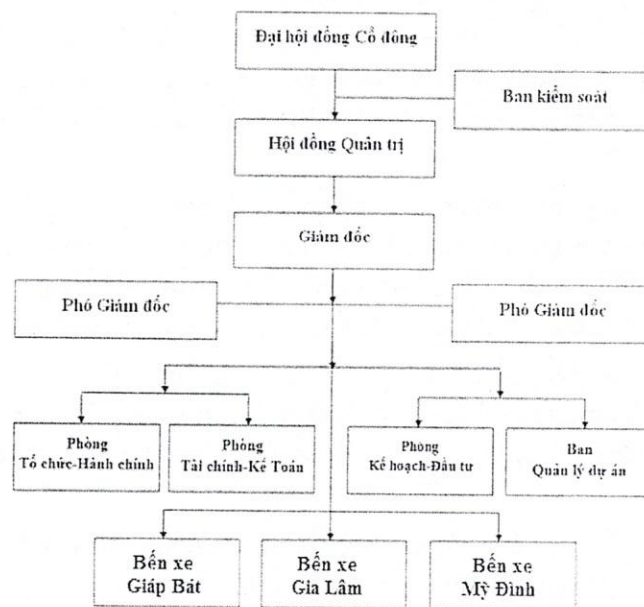 Đại hội đồng Cổ đông
Ban kiểm soát
Hội đồng Quản trị
Giám đốc
Phó Giám đốc
Phó Giám đốc
Phòng
Tổ chức-Hành chính
Phòng
Tài chính-Kế Toán
Phòng
Kế hoạch-Đầu tư
Ban
Quản lý dự án
Bến xe
Giáp Bát
Bến xe
Gia Lâm
Bến xe
Mỹ Đình